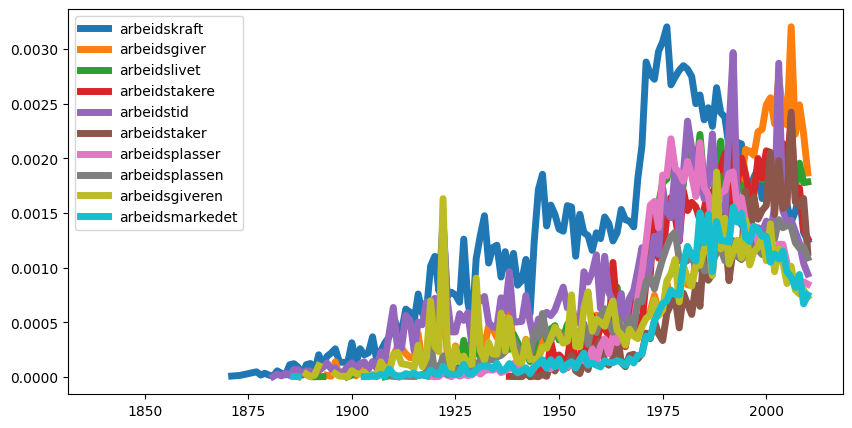 arbeidskraft
arbeidsgiver
arbeidslivet
arbeidstakere
arbeidstid
arbeidstaker
arbeidsplasser
arbeidsplassen
arbeidsgiveren
arbeidsmarkedet
0.0030
0.0025
0.0020
0.0015
0.0010
0.0005
0.0000
1850 1875 1900 1925 1950 1975 2000